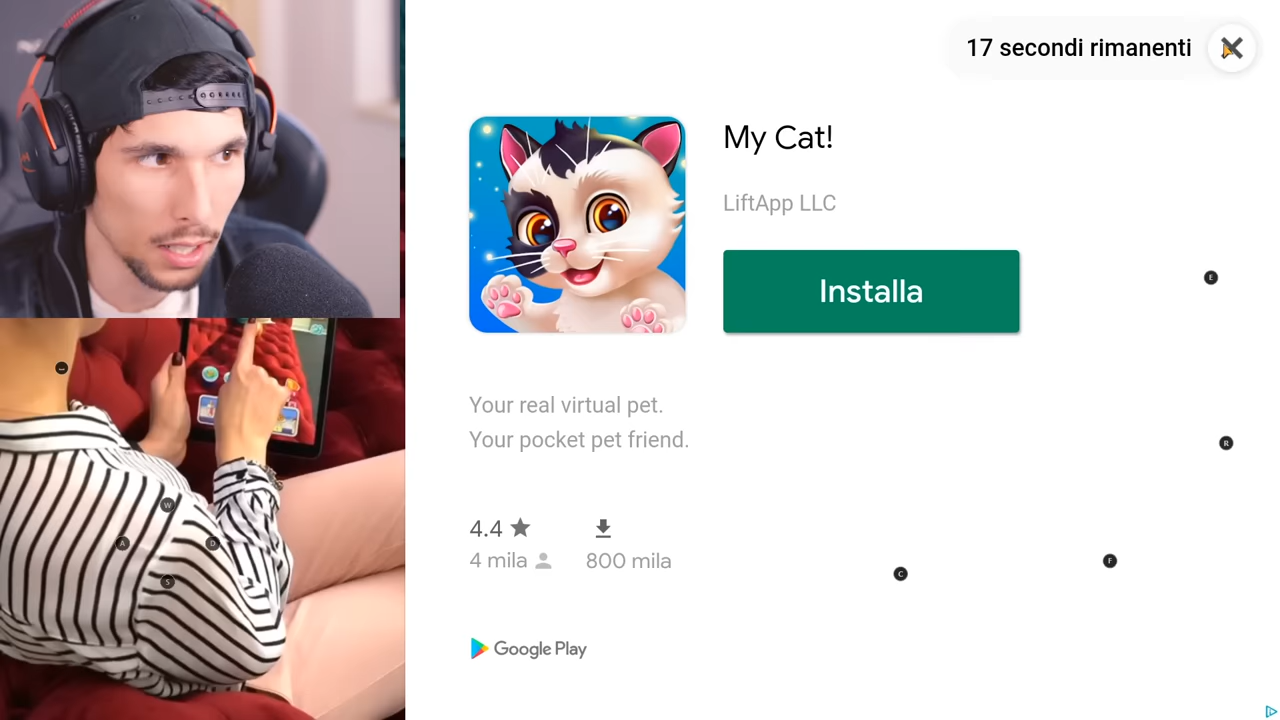 17 secondi rimanenti
My Cat!
LiftApp LLC
Installa
Your real virtual pet.
Your pocket pet friend.
4.4
4 mila 800 mila
Google Play
E
R
W
A D
S
C
F